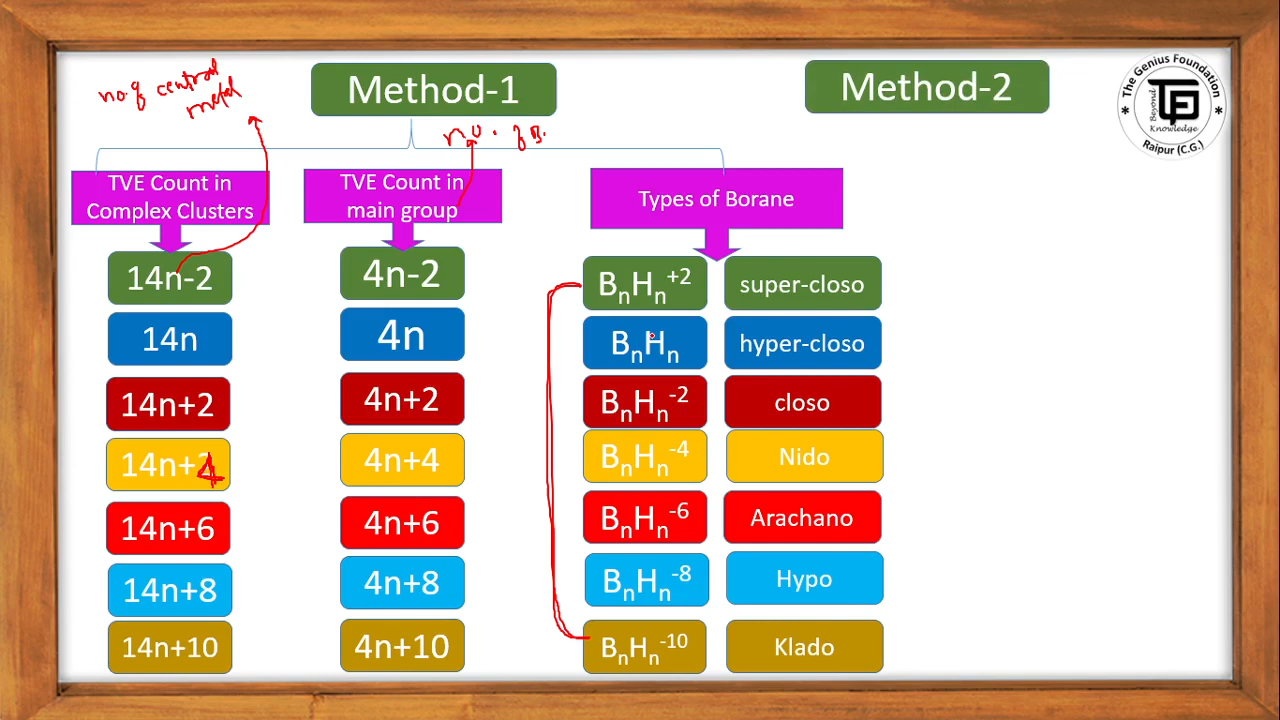 no. of central
metal
Method-1
Method-2
The Genius Foundation
Beyond
Knowledge
* Raipur (C.G.) *
no. of B.
TVE Count in
Complex Clusters
TVE Count in
main group
Types of Borane
14n-2
4n-2
BₙHₙ⁺²
super-closo
14n
4n
BₙHₙ
hyper-closo
14n+2
4n+2
BₙHₙ⁻²
closo
14n+4
4n+4
BₙHₙ⁻⁴
Nido
14n+6
4n+6
BₙHₙ⁻⁶
Arachano
14n+8
4n+8
BₙHₙ⁻⁸
Hypo
14n+10
4n+10
BₙHₙ⁻¹⁰
Klado